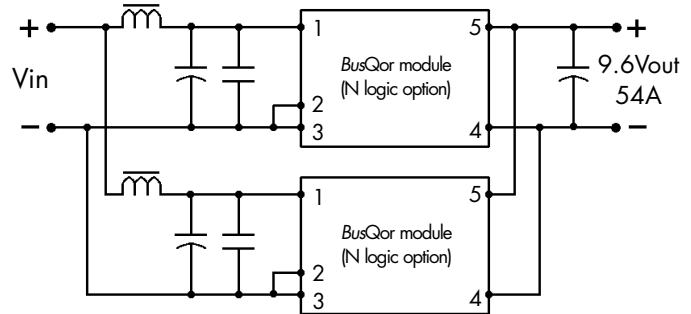 +
Vin
−
1
2
3
BusQor module
(N logic option)
5
4
+
9.6Vout
54A
−
1
2
3
BusQor module
(N logic option)
5
4